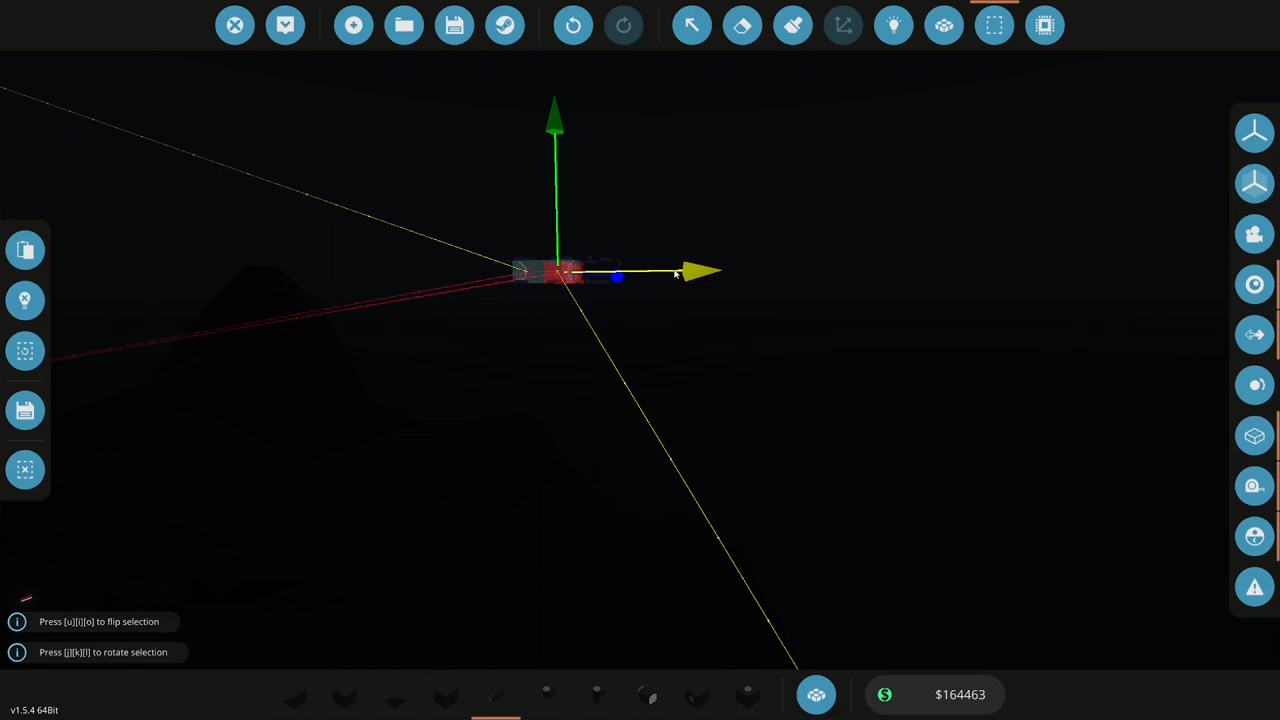 $164463
Press [u][i][o] to flip selection
Press [j][k][l] to rotate selection
v1.5.4 64Bit